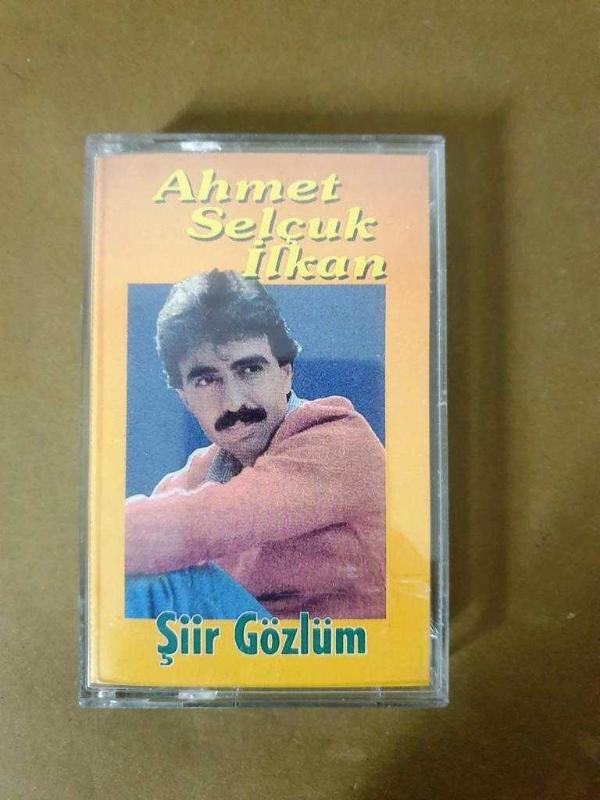 Ahmet
Selçuk
İlkan
Şiir Gözlüm